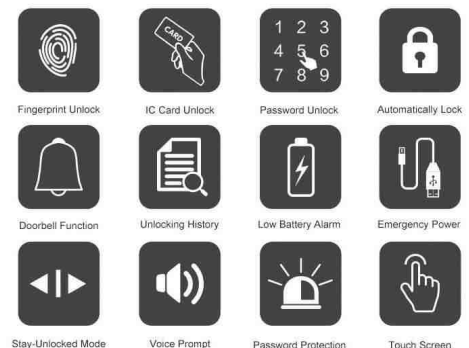 CARD
1 2 3
4 5 6
7 8 9
Fingerprint Unlock
IC Card Unlock
Password Unlock
Automatically Lock
Doorbell Function
Unlocking History
Low Battery Alarm
Emergency Power
Stay-Unlocked Mode
Voice Prompt
Password Protection
Touch Screen